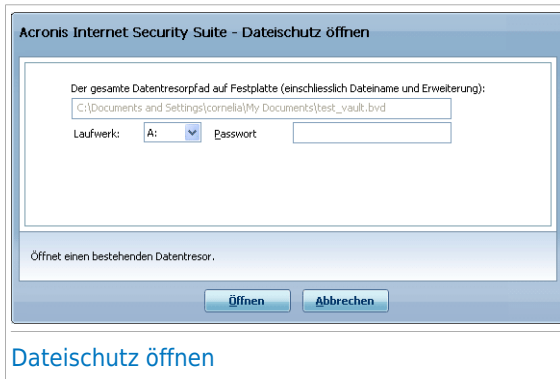 Acronis Internet Security Suite - Dateischutz öffnen
Der gesamte Datentresorpfad auf Festplatte (einschliesslich Dateiname und Erweiterung):
C:\Documents and Settings\cornelia\My Documents\test_vault.bvd
Laufwerk: A: Passwort
Öffnet einen bestehenden Datentresor.
Öffnen Abbrechen
Dateischutz öffnen